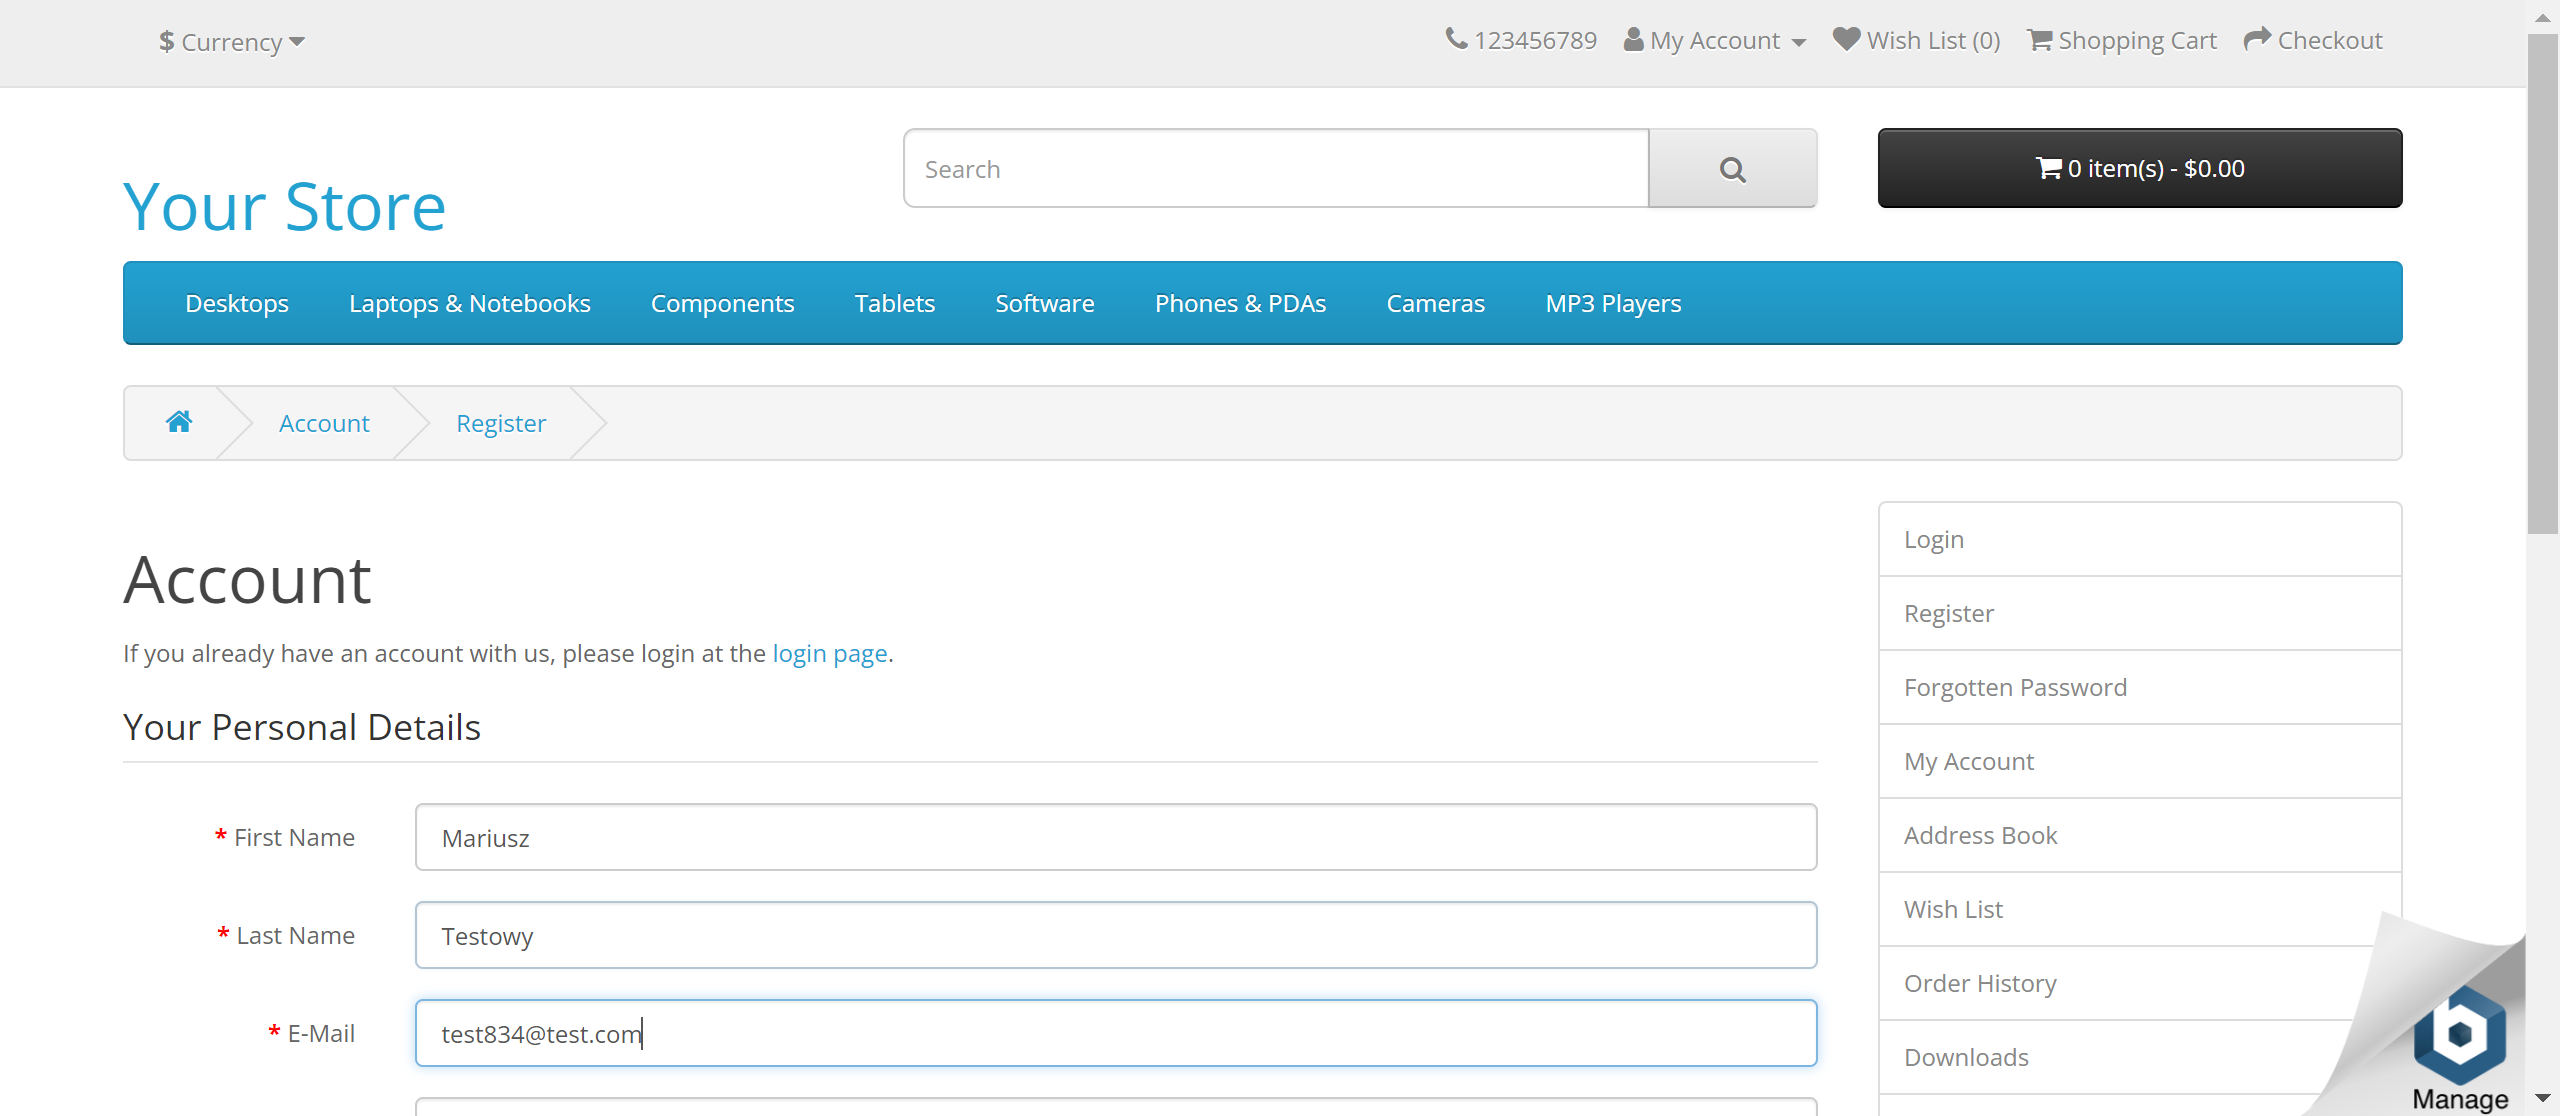 $ Currency
123456789 My Account Wish List (0) Shopping Cart Checkout
Your Store
Search
0 item(s) - $0.00
Desktops Laptops & Notebooks Components Tablets Software Phones & PDAs Cameras MP3 Players
Account Register
Account
If you already have an account with us, please login at the login page.
Your Personal Details
* First Name Mariusz
* Last Name Testowy
* E-Mail test834@test.com
Login
Register
Forgotten Password
My Account
Address Book
Wish List
Order History
Downloads
b
Manage